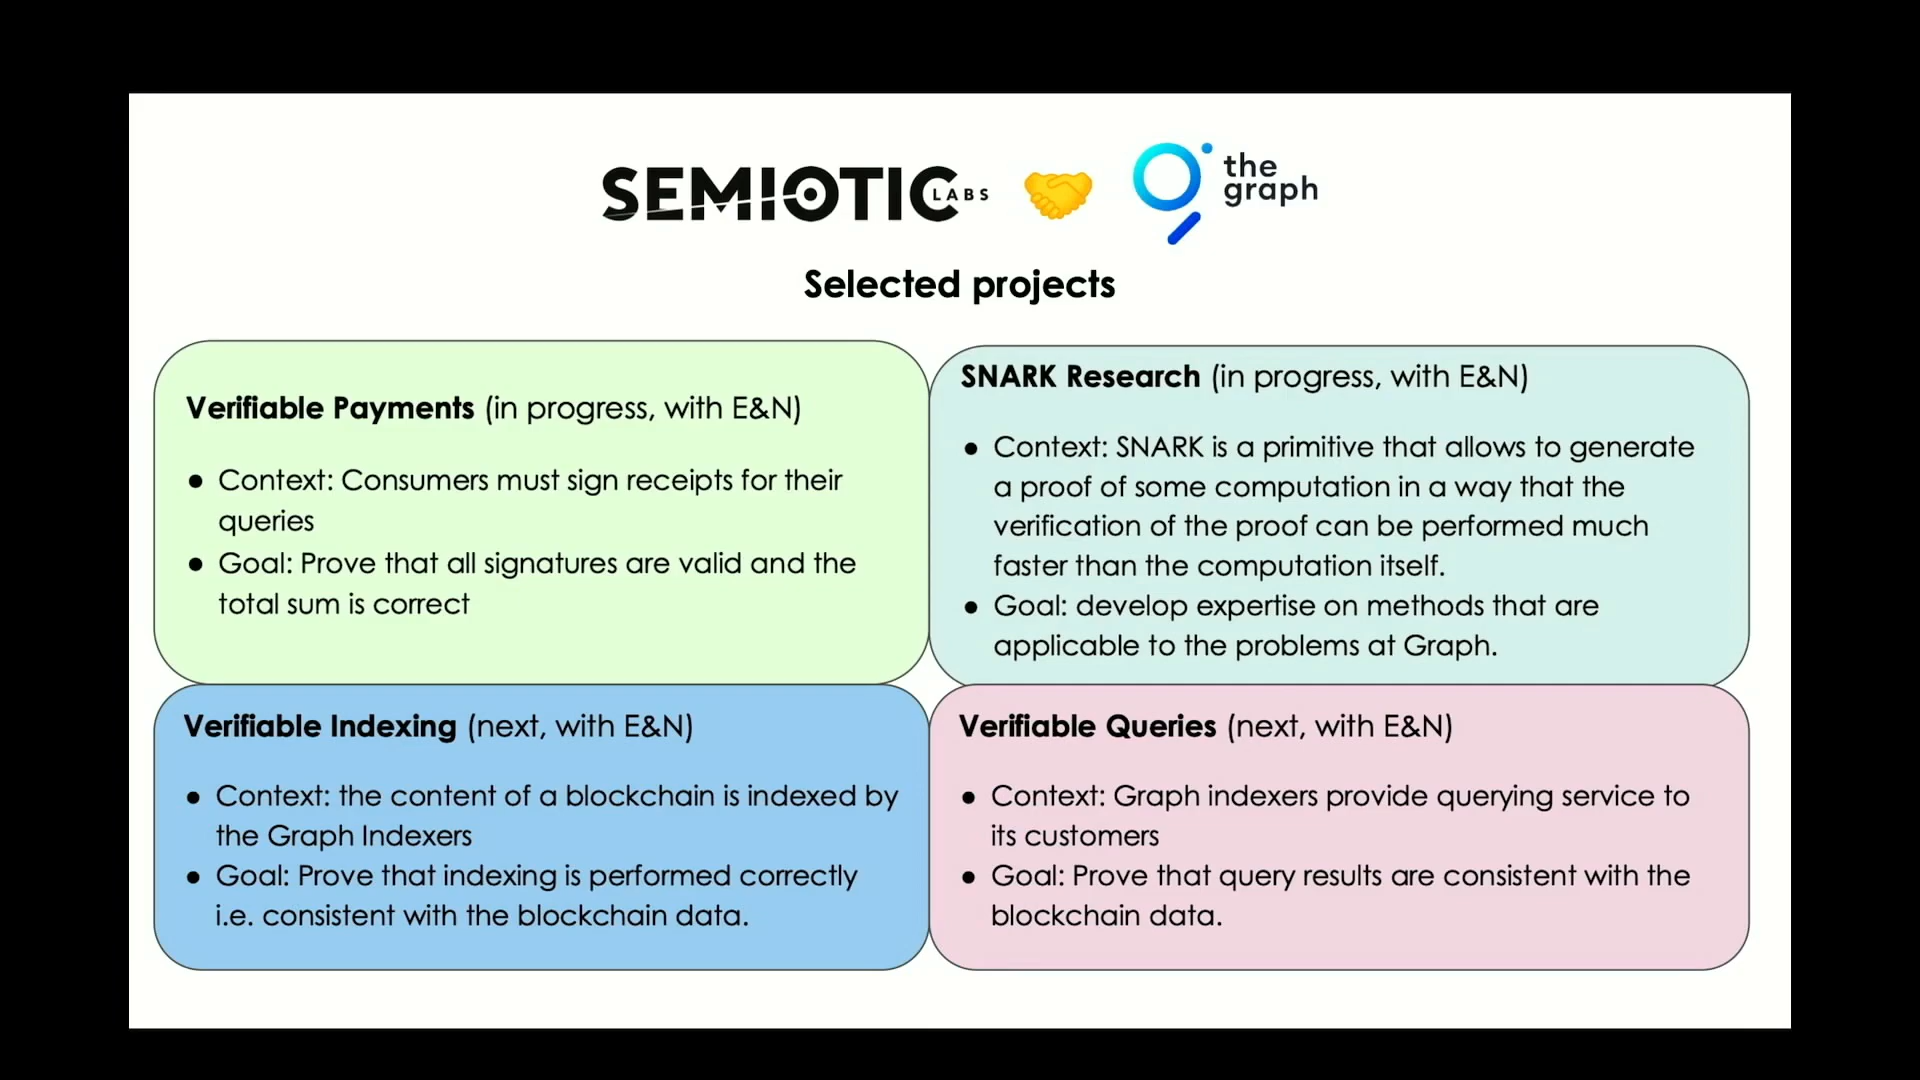 SEMIOTIC LABS
the
graph
Selected projects
Verifiable Payments (in progress, with E&N)
● Context: Consumers must sign receipts for their
queries
● Goal: Prove that all signatures are valid and the
total sum is correct
SNARK Research (in progress, with E&N)
● Context: SNARK is a primitive that allows to generate
a proof of some computation in a way that the
verification of the proof can be performed much
faster than the computation itself.
● Goal: develop expertise on methods that are
applicable to the problems at Graph.
Verifiable Indexing (next, with E&N)
● Context: the content of a blockchain is indexed by
the Graph Indexers
● Goal: Prove that indexing is performed correctly
i.e. consistent with the blockchain data.
Verifiable Queries (next, with E&N)
● Context: Graph indexers provide querying service to
its customers
● Goal: Prove that query results are consistent with the
blockchain data.